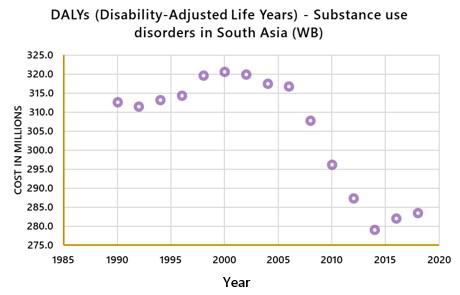 DALYs (Disability-Adjusted Life Years) - Substance use
disorders in South Asia (WB)
COST IN MILLIONS
325.0
320.0
315.0
310.0
305.0
300.0
295.0
290.0
285.0
280.0
275.0
1985 1990 1995 2000 2005 2010 2015 2020
Year